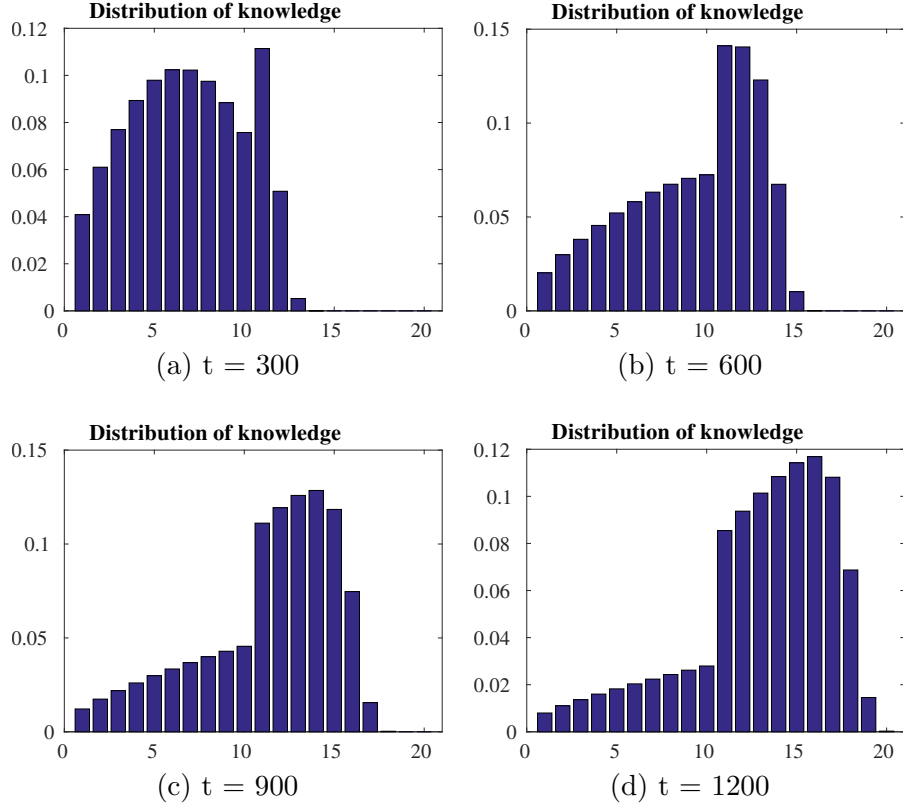 Distribution of knowledge
0.12
0.1
0.08
0.06
0.04
0.02
0
0 5 10 15 20
(a) t = 300
Distribution of knowledge
0.15
0.1
0.05
0
0 5 10 15 20
(b) t = 600
Distribution of knowledge
0.15
0.1
0.05
0
0 5 10 15 20
(c) t = 900
Distribution of knowledge
0.12
0.1
0.08
0.06
0.04
0.02
0
0 5 10 15 20
(d) t = 1200